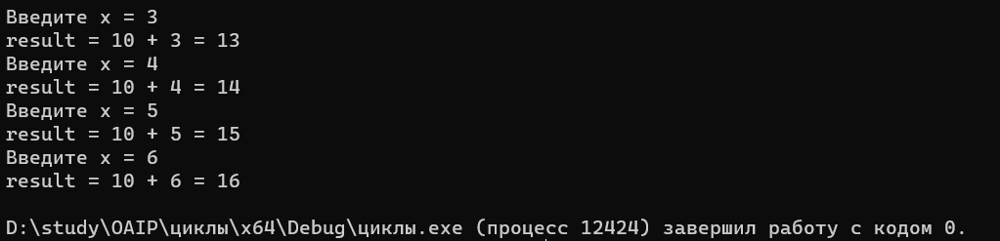 Введите x = 3
result = 10 + 3 = 13
Введите x = 4
result = 10 + 4 = 14
Введите x = 5
result = 10 + 5 = 15
Введите x = 6
result = 10 + 6 = 16
D:\study\OAIP\циклы\x64\Debug\циклы.exe (процесс 12424) завершил работу с кодом 0.